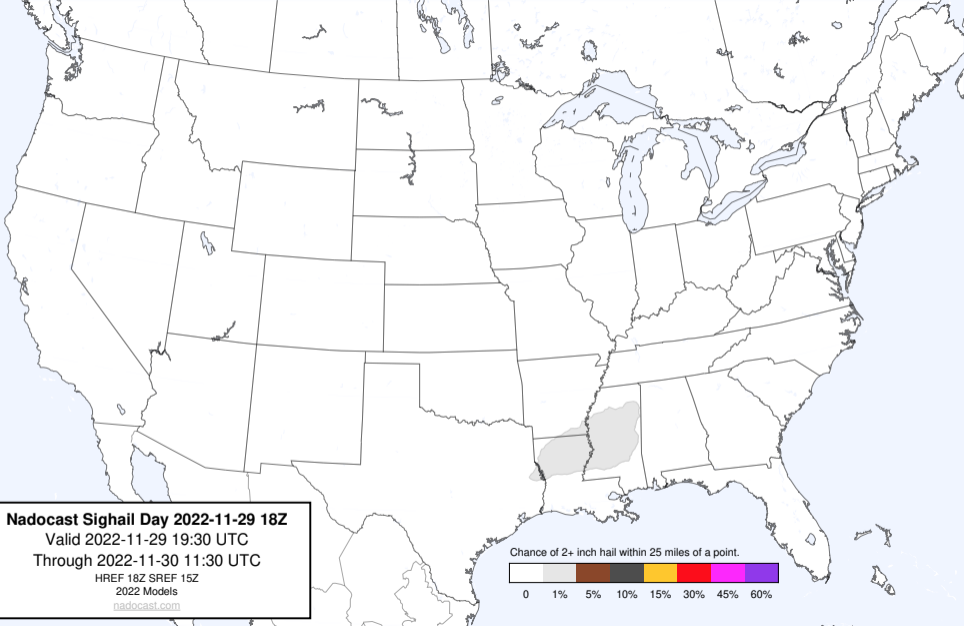 Nadocast Sighail Day 2022-11-29 18Z
Valid 2022-11-29 19:30 UTC
Through 2022-11-30 11:30 UTC
HREF 18Z SREF 15Z
2022 Models
nadocast.com
Chance of 2+ inch hail within 25 miles of a point.
0 1% 5% 10% 15% 30% 45% 60%